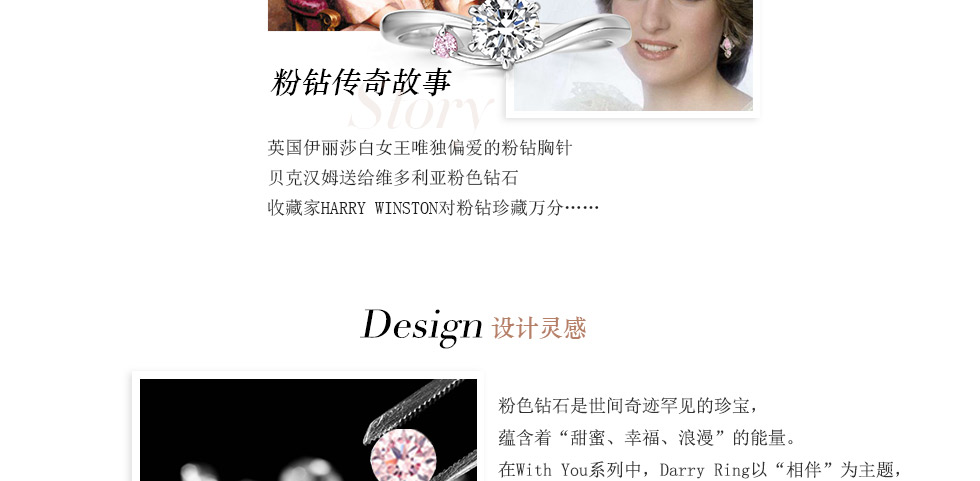 粉钻传奇故事
Story
英国伊丽莎白女王唯独偏爱的粉钻胸针
贝克汉姆送给维多利亚粉色钻石
收藏家HARRY WINSTON对粉钻珍藏万分……
Design 设计灵感
粉色钻石是世间奇迹罕见的珍宝，
蕴含着“甜蜜、幸福、浪漫”的能量。
在With You系列中，Darry Ring以“相伴”为主题，